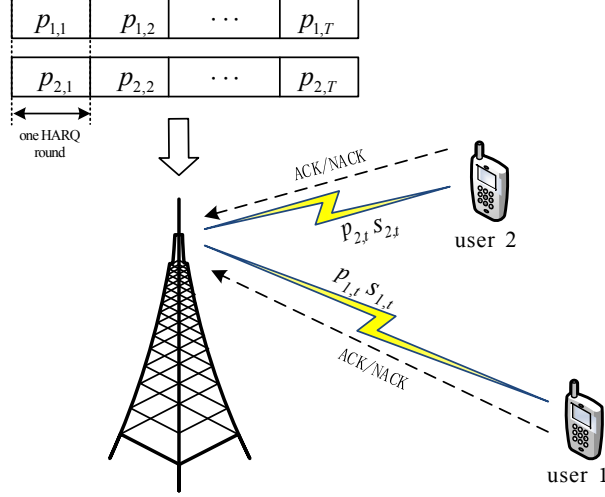 p1,1 p1,2 ··· p1,T
p2,1 p2,2 ··· p2,T
one HARQ
round
ACK/NACK
p2,t s2,t
user 2
p1,t s1,t
ACK/NACK
user 1